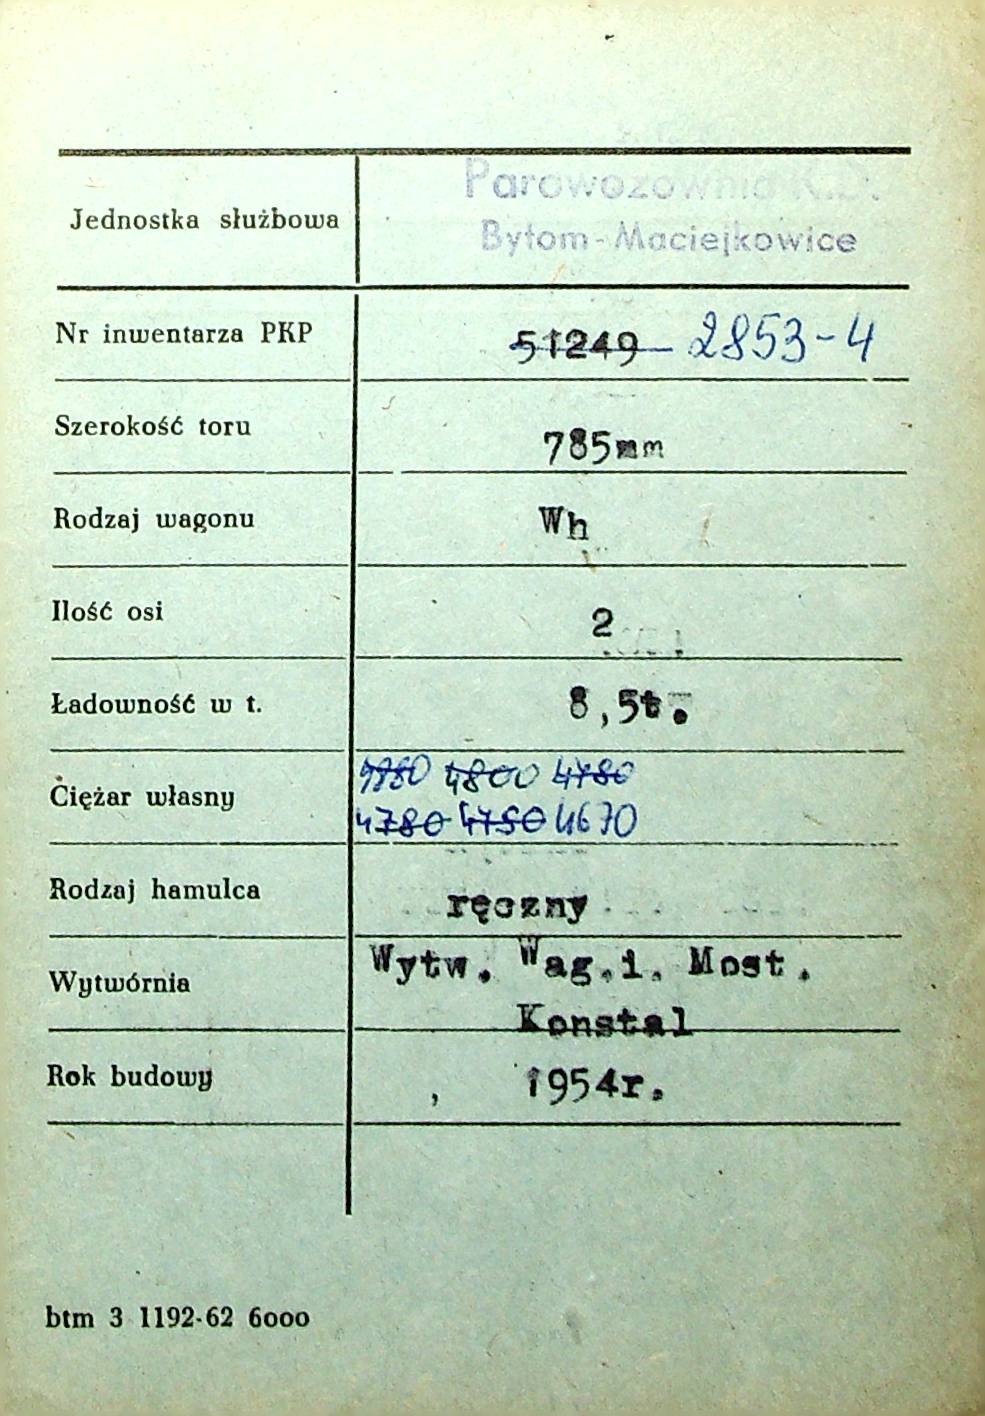 Parowozownia K.D.
Jednostka służbowa Bytom-Maciejkowice
Nr inwentarza PKP 51249 2853-4
Szerokość toru 785mm
Rodzaj wagonu Wh
Ilość osi 2
Ładowność w t. 8,5t.
4800 4780
Ciężar własny
4780 4750 4670
Rodzaj hamulca ręczny
Wytwórnia Wytw. Wag.i. Most.
Konstal
Rok budowy 1954r.
btm 3 1192-62 6000